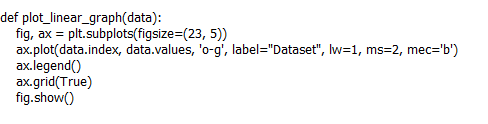 def plot_linear_graph(data):
    fig, ax = plt.subplots(figsize=(23, 5))
    ax.plot(data.index, data.values, 'o-g', label="Dataset", lw=1, ms=2, mec='b')
    ax.legend()
    ax.grid(True)
    fig.show()